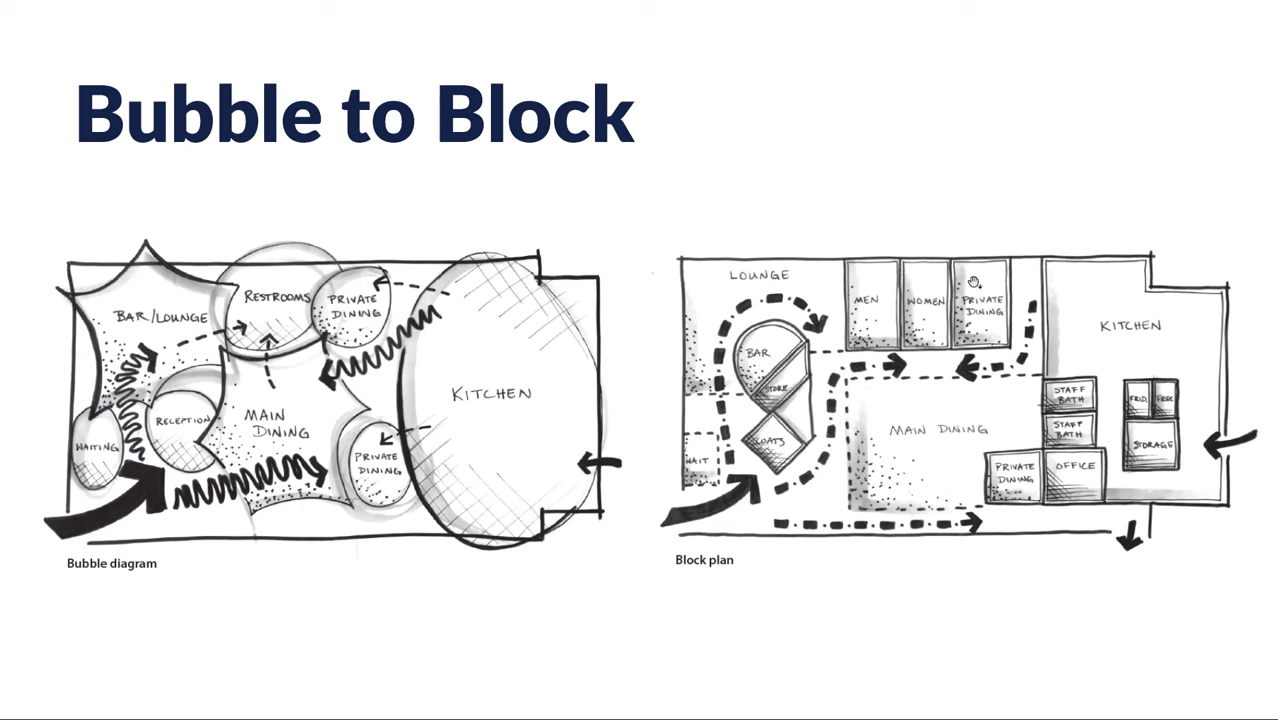 Bubble to Block
BAR/LOUNGE
RESTROOMS
PRIVATE
DINING
KITCHEN
WAITING
RECEPTION
MAIN
DINING
PRIVATE
DINING
Bubble diagram
LOUNGE
MEN
WOMEN
PRIVATE
DINING
KITCHEN
BAR
STORE
COATS
WAIT
MAIN DINING
STAFF
BATH
STAFF
BATH
PRIVATE
DINING
OFFICE
FRID.
FREE
STORAGE
Block plan